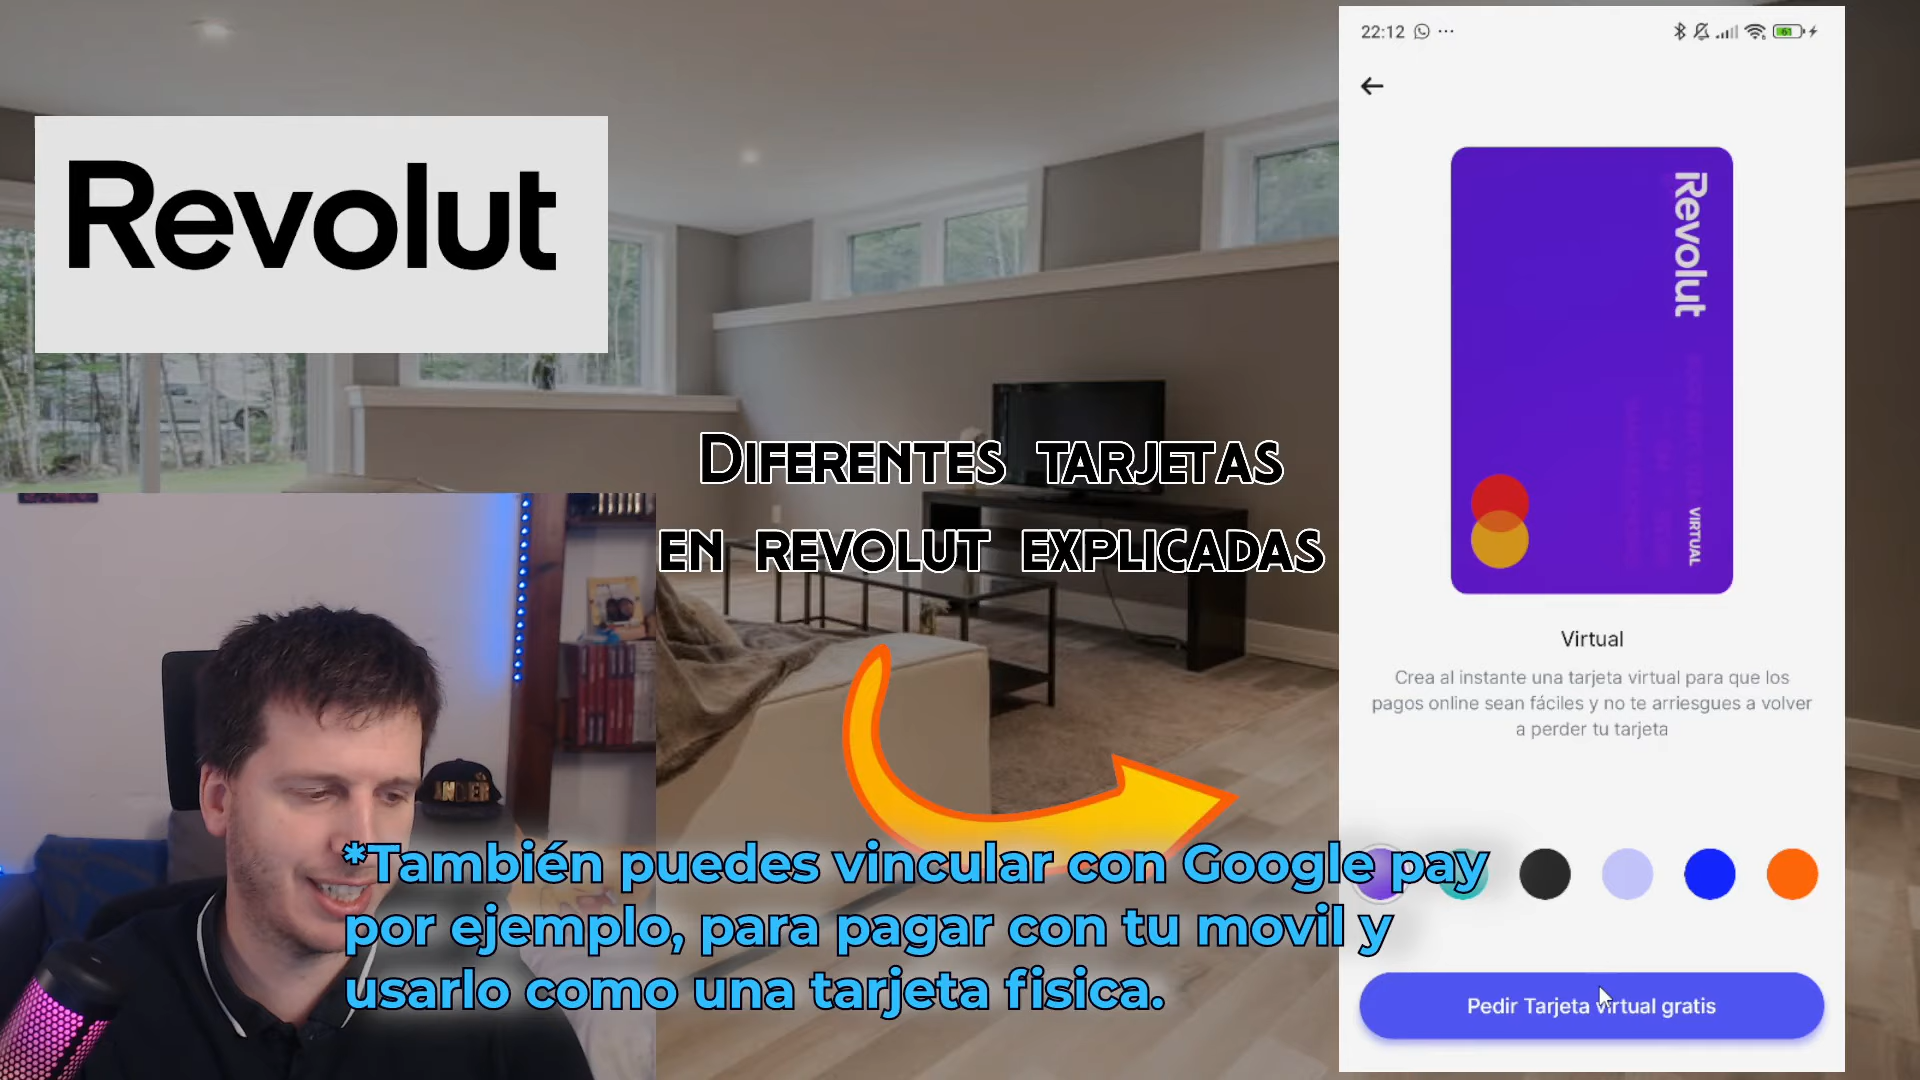 Revolut
DIFERENTES TARJETAS
EN REVOLUT EXPLICADAS
ANDER
*También puedes vincular con Google pay
por ejemplo, para pagar con tu movil y
usarlo como una tarjeta fisica.
22:12
61
Revolut
VIRTUAL
Virtual
Crea al instante una tarjeta virtual para que los
pagos online sean fáciles y no te arriesgues a volver
a perder tu tarjeta
Pedir Tarjeta virtual gratis